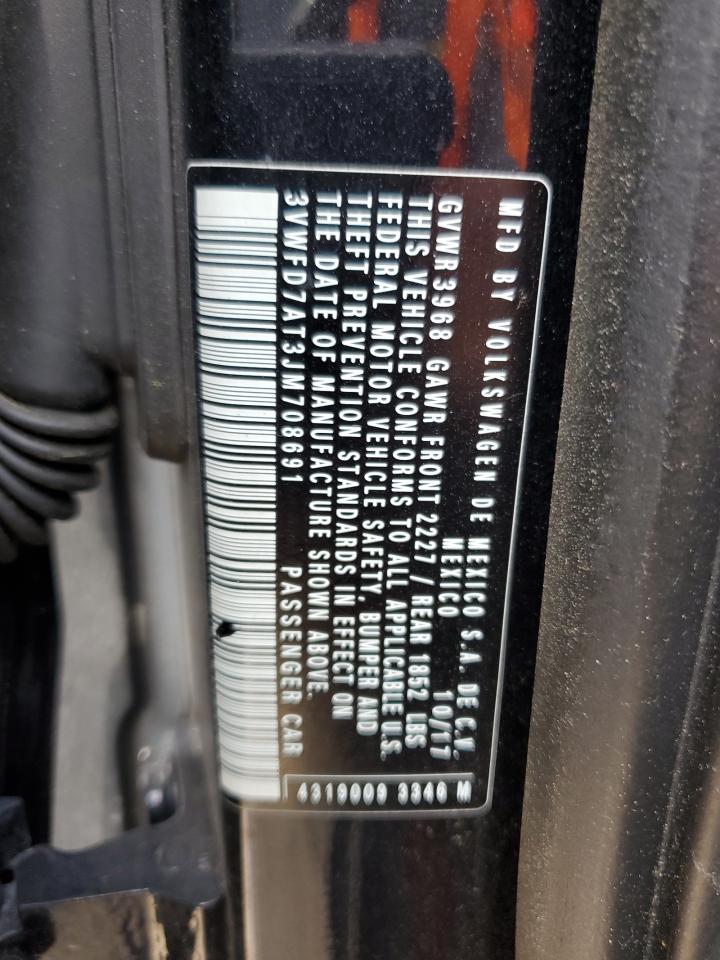 MFD BY VOLKSWAGEN DE MEXICO S.A. DE C.V.
MEXICO 10/17
GVWR 3968 GAWR FRONT 2227 / REAR 1852 LBS
THIS VEHICLE CONFORMS TO ALL APPLICABLE U.S.
FEDERAL MOTOR VEHICLE SAFETY, BUMPER AND
THEFT PREVENTION STANDARDS IN EFFECT ON
THE DATE OF MANUFACTURE SHOWN ABOVE.
3VWFD7AT3JM708691 PASSENGER CAR
4319009 3346 M